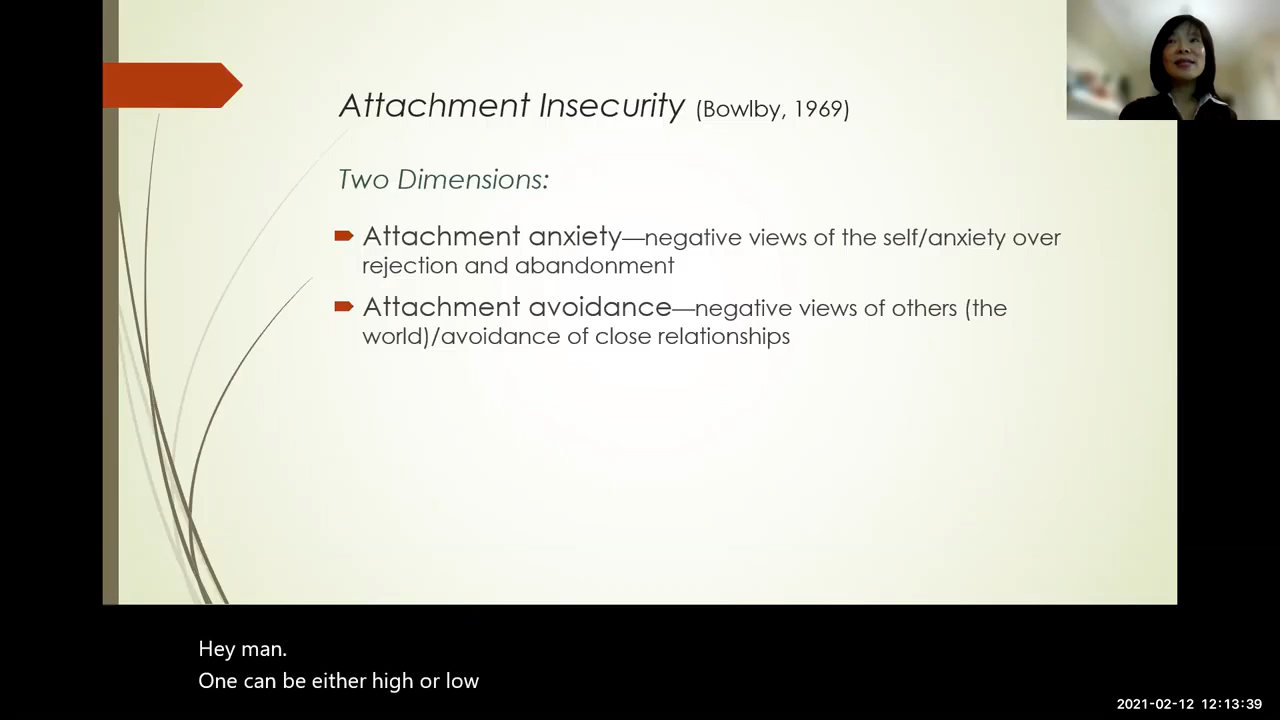 Attachment Insecurity (Bowlby, 1969)
Two Dimensions:
Attachment anxiety—negative views of the self/anxiety over
rejection and abandonment
Attachment avoidance—negative views of others (the
world)/avoidance of close relationships
Hey man.
One can be either high or low
2021-02-12 12:13:39